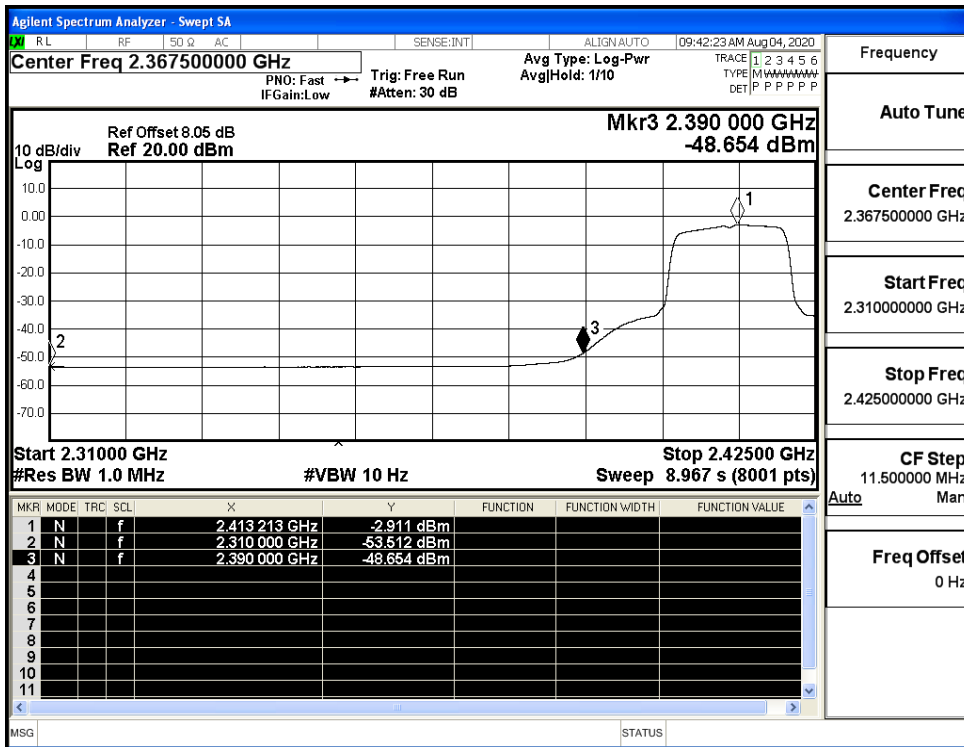 Agilent Spectrum Analyzer - Swept SA
LXI RL RF 50 Ω AC SENSE:INT ALIGN AUTO 09:42:23 AM Aug 04, 2020
Center Freq 2.367500000 GHz
PNO: Fast
IFGain:Low
Trig: Free Run
#Atten: 30 dB
Avg Type: Log-Pwr
Avg|Hold: 1/10
TRACE 1 2 3 4 5 6
TYPE M W W W W W
DET P P P P P P
Mkr3 2.390 000 GHz
-48.654 dBm
Ref Offset 8.05 dB
10 dB/div Ref 20.00 dBm
Log
10.0
0.00
-10.0
-20.0
-30.0
-40.0
-50.0
-60.0
-70.0
1
2
3
Start 2.31000 GHz Stop 2.42500 GHz
#Res BW 1.0 MHz #VBW 10 Hz Sweep 8.967 s (8001 pts)
MKR MODE TRC SCL X Y FUNCTION FUNCTION WIDTH FUNCTION VALUE
1 N f 2.413 213 GHz -2.911 dBm
2 N f 2.310 000 GHz -53.512 dBm
3 N f 2.390 000 GHz -48.654 dBm
4
5
6
7
8
9
10
11
MSG STATUS
Frequency
Auto Tune
Center Freq
2.367500000 GHz
Start Freq
2.310000000 GHz
Stop Freq
2.425000000 GHz
CF Step
11.500000 MHz
Auto Man
Freq Offset
0 Hz